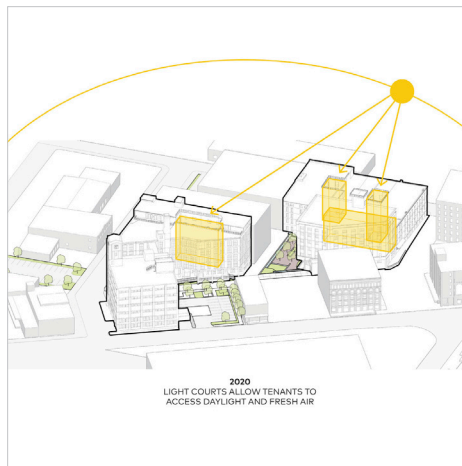 2020
LIGHT COURTS ALLOW TENANTS TO
ACCESS DAYLIGHT AND FRESH AIR